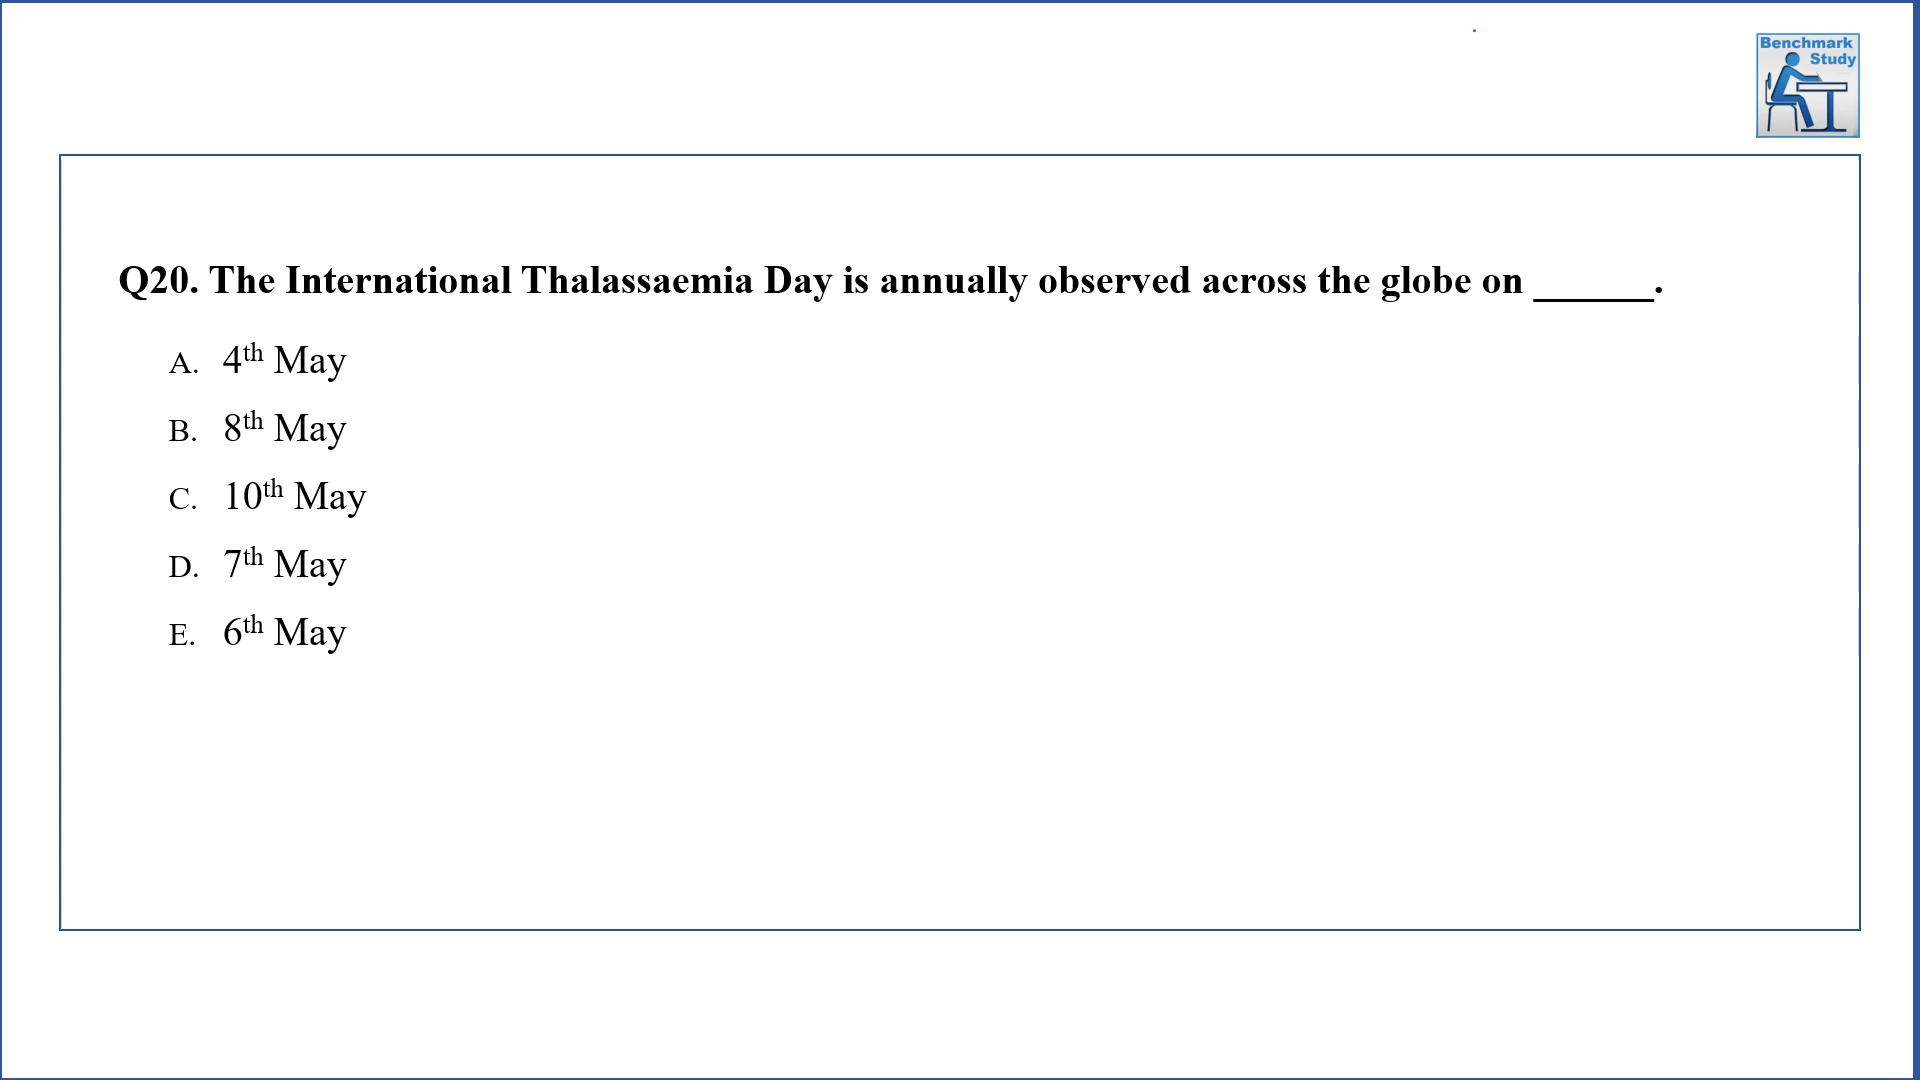 Benchmark
Study
Q20. The International Thalassaemia Day is annually observed across the globe on ______.
A. 4th May
B. 8th May
C. 10th May
D. 7th May
E. 6th May